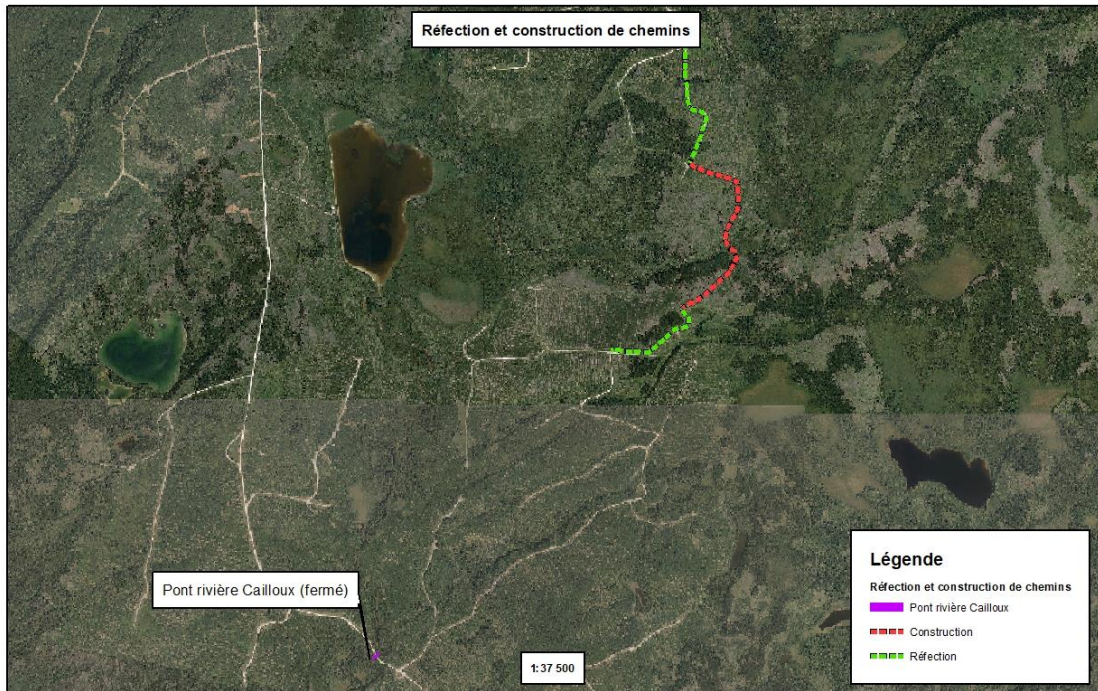 Réfection et construction de chemins
Pont rivière Cailloux (fermé)
1:37 500
Légende
Réfection et construction de chemins
Pont rivière Cailloux
Construction
Réfection